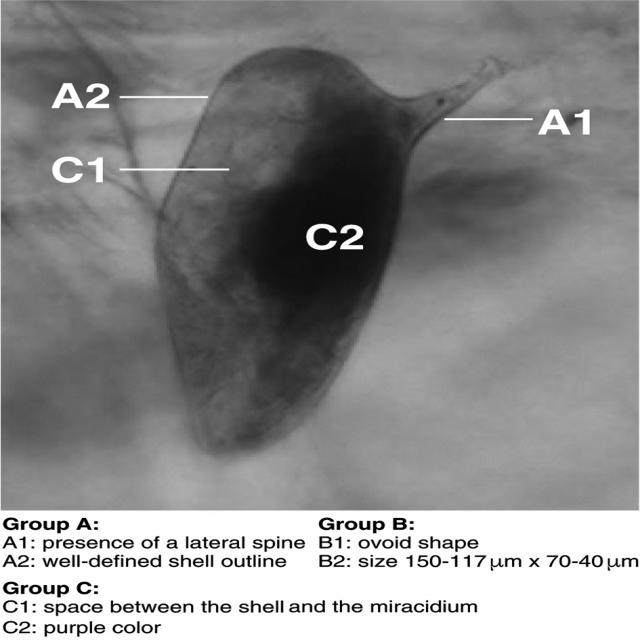 A2
A1
C1
C2
Group A:
A1: presence of a lateral spine
A2: well-defined shell outline
Group B:
B1: ovoid shape
B2: size 150-117 μm x 70-40 μm
Group C:
C1: space between the shell and the miracidium
C2: purple color